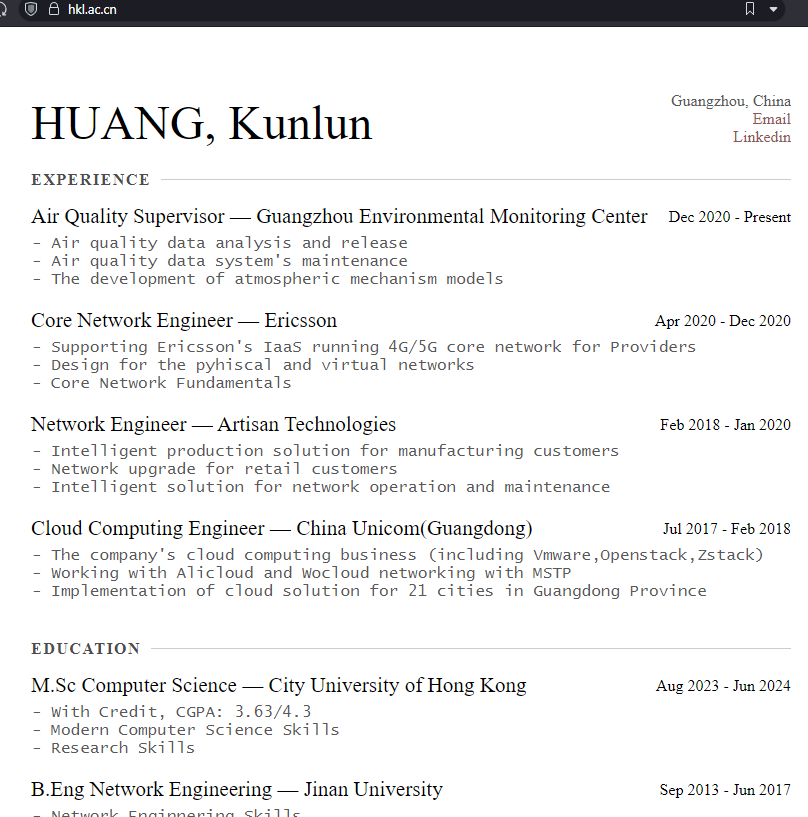 hkl.ac.cn
HUANG, Kunlun
Guangzhou, China
Email
Linkedin
EXPERIENCE
Air Quality Supervisor — Guangzhou Environmental Monitoring Center Dec 2020 - Present
- Air quality data analysis and release
- Air quality data system's maintenance
- The development of atmospheric mechanism models
Core Network Engineer — Ericsson Apr 2020 - Dec 2020
- Supporting Ericsson's IaaS running 4G/5G core network for Providers
- Design for the pyhiscal and virtual networks
- Core Network Fundamentals
Network Engineer — Artisan Technologies Feb 2018 - Jan 2020
- Intelligent production solution for manufacturing customers
- Network upgrade for retail customers
- Intelligent solution for network operation and maintenance
Cloud Computing Engineer — China Unicom(Guangdong) Jul 2017 - Feb 2018
- The company's cloud computing business (including Vmware,Openstack,Zstack)
- Working with Alicloud and Wocloud networking with MSTP
- Implementation of cloud solution for 21 cities in Guangdong Province
EDUCATION
M.Sc Computer Science — City University of Hong Kong Aug 2023 - Jun 2024
- With Credit, CGPA: 3.63/4.3
- Modern Computer Science Skills
- Research Skills
B.Eng Network Engineering — Jinan University Sep 2013 - Jun 2017
- Network Enginnering Skills